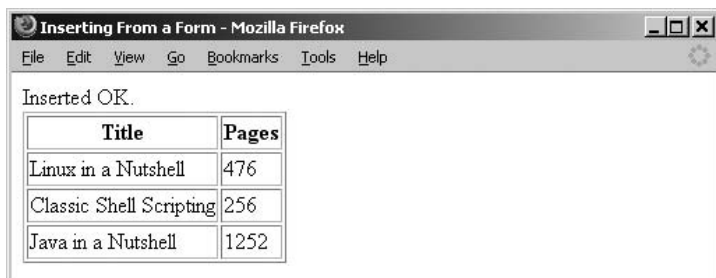 Inserting From a Form - Mozilla Firefox
File Edit View Go Bookmarks Tools Help
Inserted OK.
Title Pages
Linux in a Nutshell 476
Classic Shell Scripting 256
Java in a Nutshell 1252